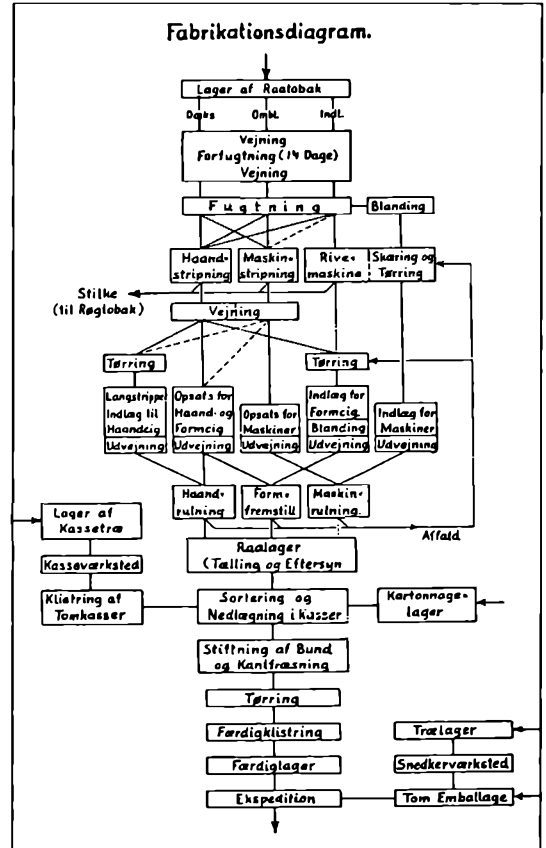 Fabrikationsdiagram.
Lager af Raatobak
Dæks Ombl. Indl.
Vejning
Forfugtning (14 Dage)
Vejning
Fugtning
Blanding
Haand-
stripning
Maskin-
stripning
Rive-
maskine
Skæring og
Tørring
Stilke
(til Røgtobak)
Vejning
Tørring
Tørring
Langstrippel
Indlæg til
Haandcig
Udvejning
Opsats for
Haand- og
Formcig
Udvejning
Opsats for
Maskiner
Udvejning
Indlæg for
Formcig.
Blanding
Udvejning
Indlæg for
Maskiner
Udvejning
Haand-
rulning
Form-
fremstill
Maskin-
rulning.
Affald
Lager af
Kassetræ
Kasseværksted
Klistring af
Tomkasser
Raalager
(Tælling og Eftersyn
Sortering og
Nedlægning i Kasser
Kartonnage-
lager
Stiftning af Bund
og Kantfræsning
Tørring
Færdigklistring
Færdiglager
Ekspedition
Trælager
Snedkerværksted
Tom Emballage